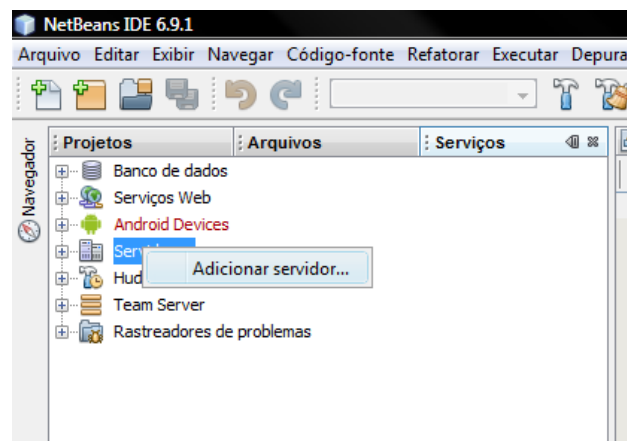 NetBeans IDE 6.9.1
Arquivo Editar Exibir Navegar Código-fonte Refatorar Executar Depura
Navegador
Projetos Arquivos Serviços
Banco de dados
Serviços Web
Android Devices
Adicionar servidor...
Team Server
Rastreadores de problemas